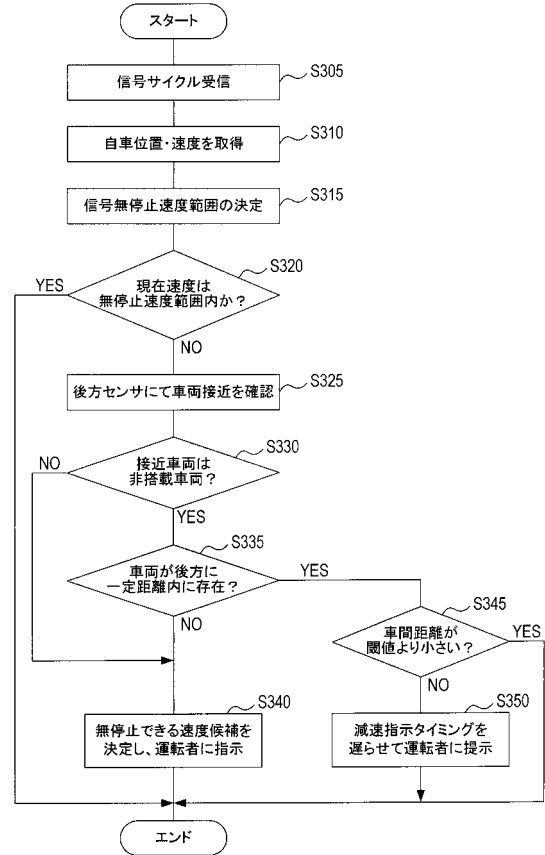 スタート
信号サイクル受信
S305
自車位置・速度を取得
S310
信号無停止速度範囲の決定
S315
S320
YES
現在速度は
無停止速度範囲内か？
NO
後方センサにて車両接近を確認
S325
S330
NO
接近車両は
非搭載車両？
YES
S335
車両が後方に
一定距離内に存在？
YES
NO
S345
車間距離が
閾値より小さい？
YES
NO
S340
無停止できる速度候補を
決定し、運転者に指示
S350
減速指示タイミングを
遅らせて運転者に提示
エンド